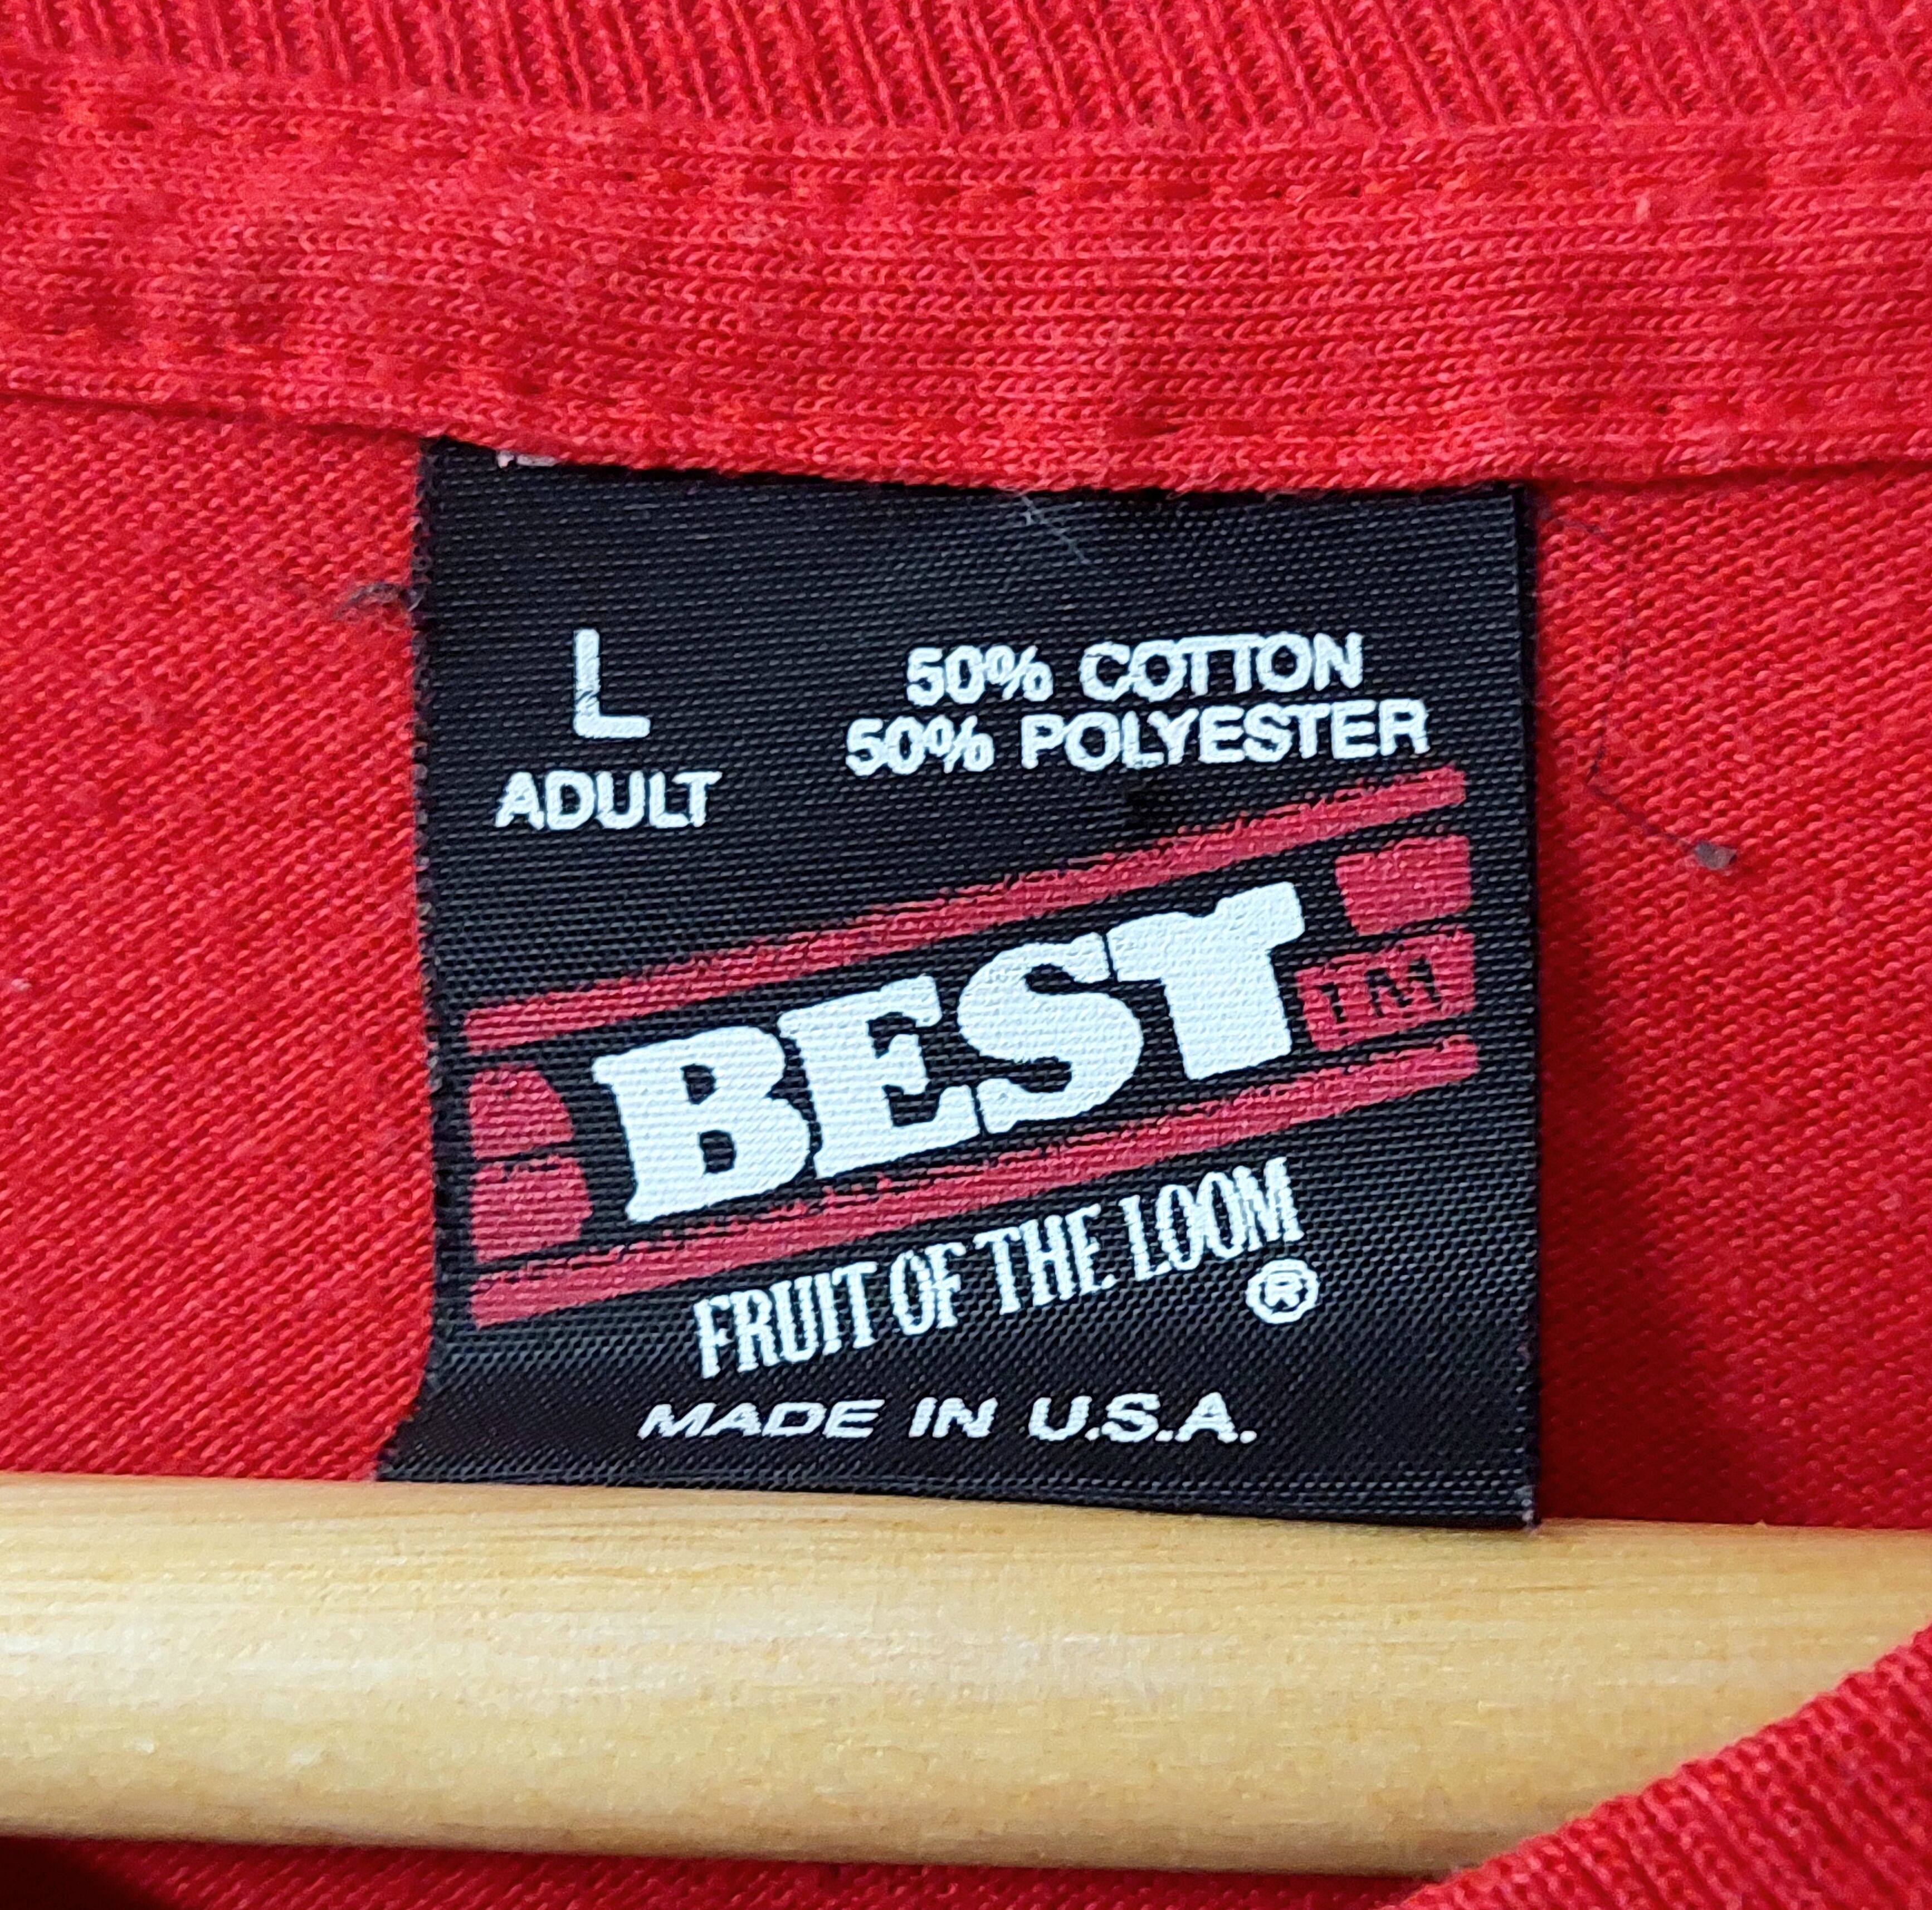 L
ADULT
50% COTTON
50% POLYESTER
BEST
TM
FRUIT OF THE LOOM
®
MADE IN U.S.A.